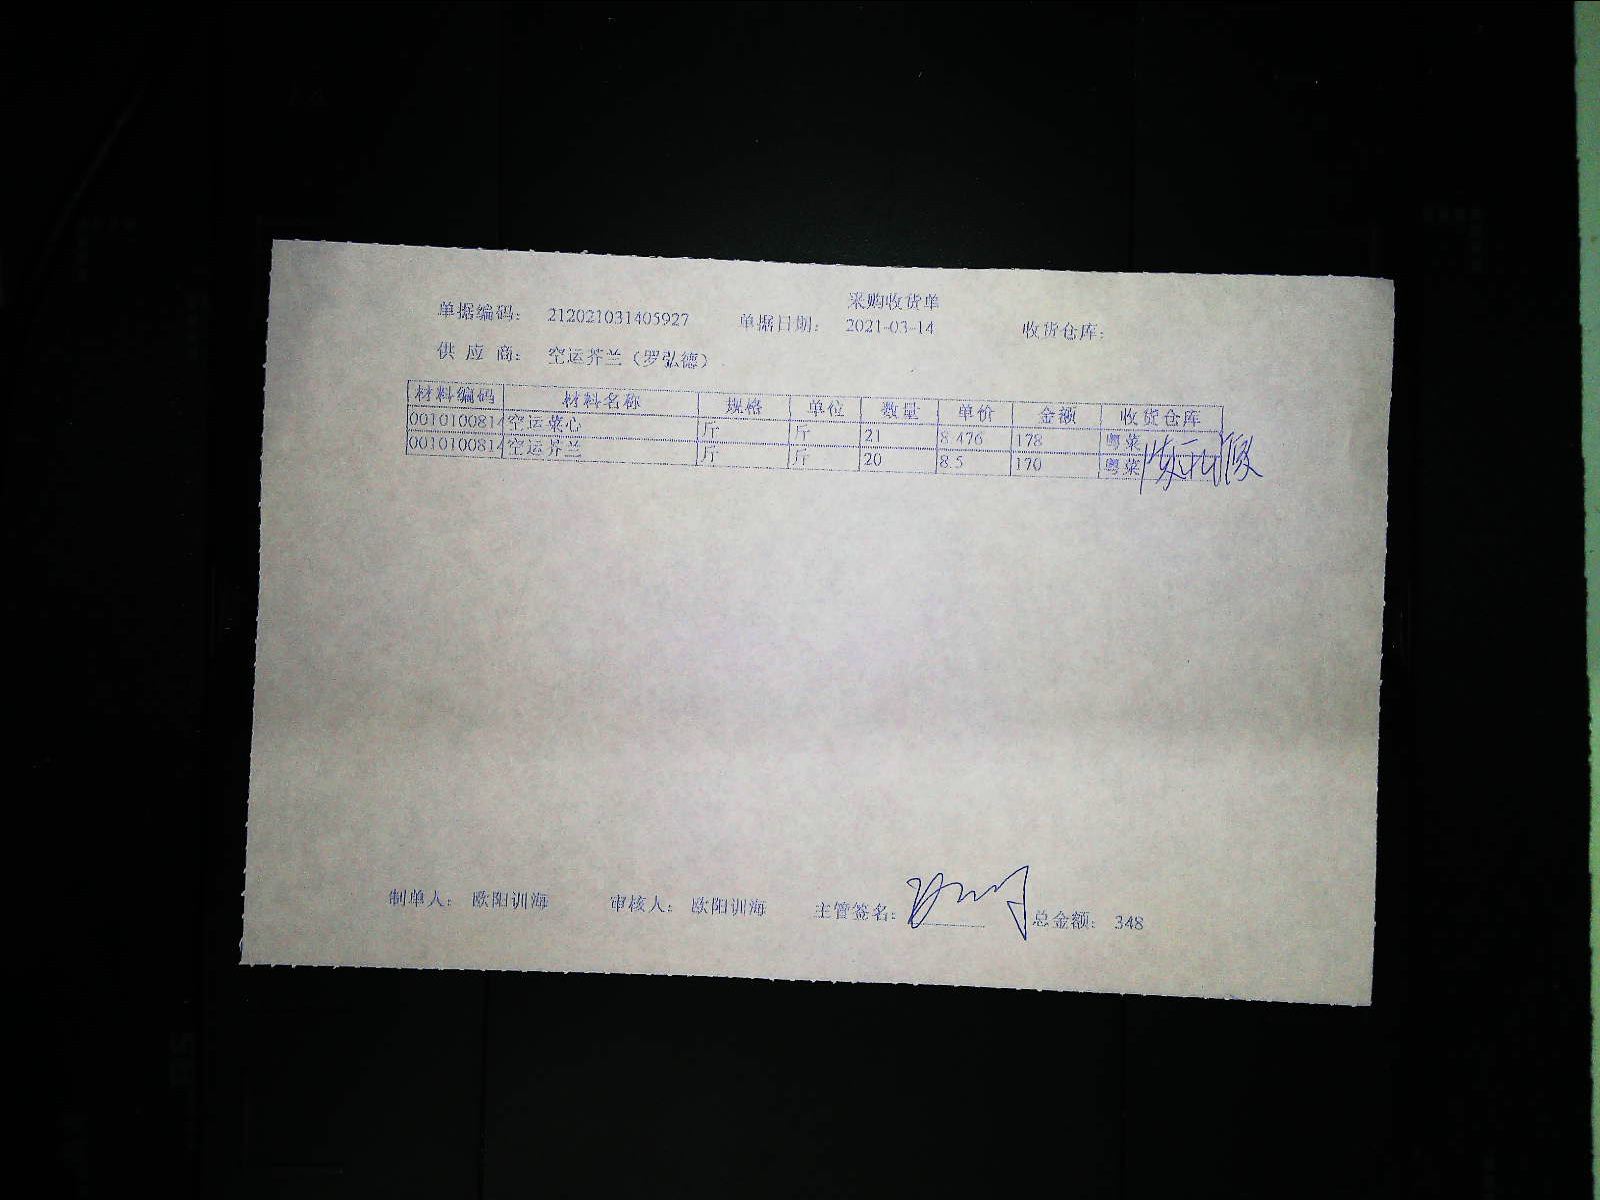 采购收货单
单据编码： 212021031405927 单据日期： 2021-03-14 收货仓库：
供 应 商： 空运芥兰（罗弘德）
材料编码 材料名称 规格 单位 数量 单价 金额 收货仓库
0010100814 空运菜心 斤 斤 21 8.476 178 粤菜
0010100814 空运芥兰 斤 斤 20 8.5 170 粤菜
制单人： 欧阳训海 审核人： 欧阳训海 主管签名： 总金额： 348